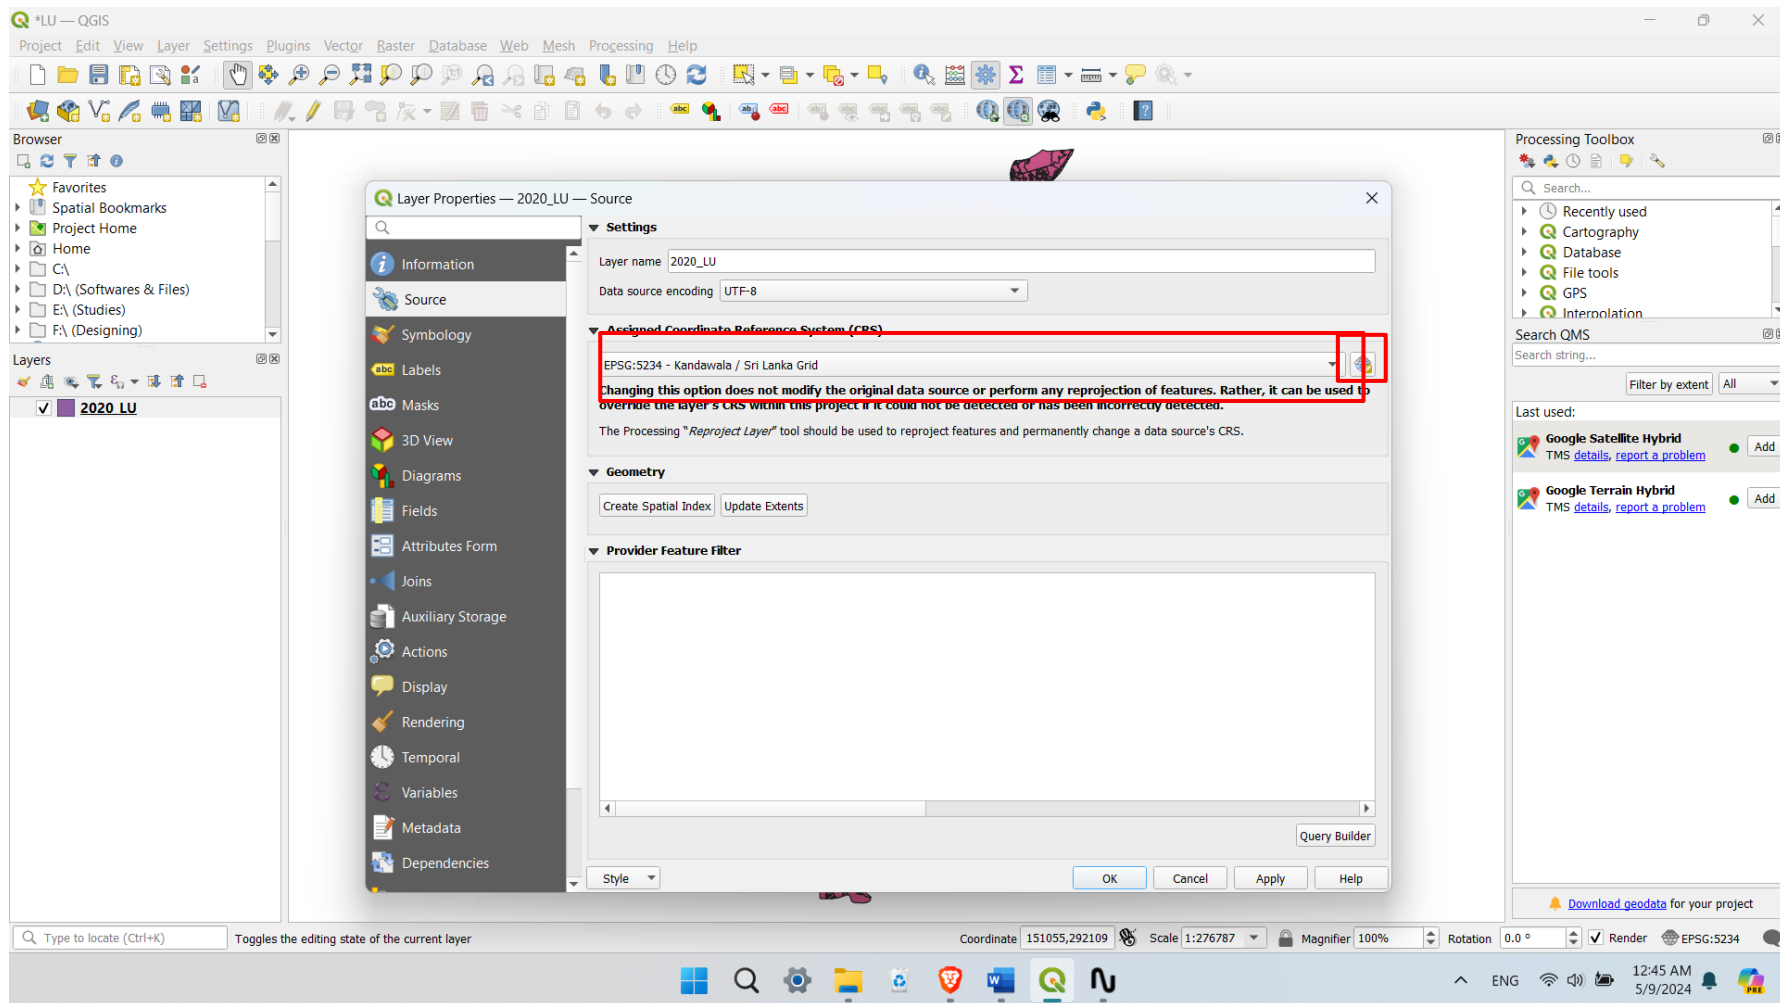 *LU — QGIS
Project Edit View Layer Settings Plugins Vector Raster Database Web Mesh Processing Help
Browser
Favorites
Spatial Bookmarks
Project Home
Home
C:\
D:\ (Softwares & Files)
E:\ (Studies)
F:\ (Designing)
Layers
2020_LU
Layer Properties — 2020_LU — Source
Information
Source
Symbology
Labels
Masks
3D View
Diagrams
Fields
Attributes Form
Joins
Auxiliary Storage
Actions
Display
Rendering
Temporal
Variables
Metadata
Dependencies
Settings
Layer name 2020_LU
Data source encoding UTF-8
Assigned Coordinate Reference System (CRS)
EPSG:5234 - Kandawala / Sri Lanka Grid
Changing this option does not modify the original data source or perform any reprojection of features. Rather, it can be used to
override the layer's CRS within this project if it could not be detected or has been incorrectly detected.
The Processing "Reproject Layer" tool should be used to reproject features and permanently change a data source's CRS.
Geometry
Create Spatial Index Update Extents
Provider Feature Filter
Query Builder
Style OK Cancel Apply Help
Processing Toolbox
Search...
Recently used
Cartography
Database
File tools
GPS
Interpolation
Search QMS
Search string...
Filter by extent All
Last used:
Google Satellite Hybrid
TMS details, report a problem Add
Google Terrain Hybrid
TMS details, report a problem Add
Download geodata for your project
Type to locate (Ctrl+K) Toggles the editing state of the current layer Coordinate 151055,292109 Scale 1:276787 Magnifier 100% Rotation 0.0 ° Render EPSG:5234
ENG 12:45 AM
5/9/2024
PRE